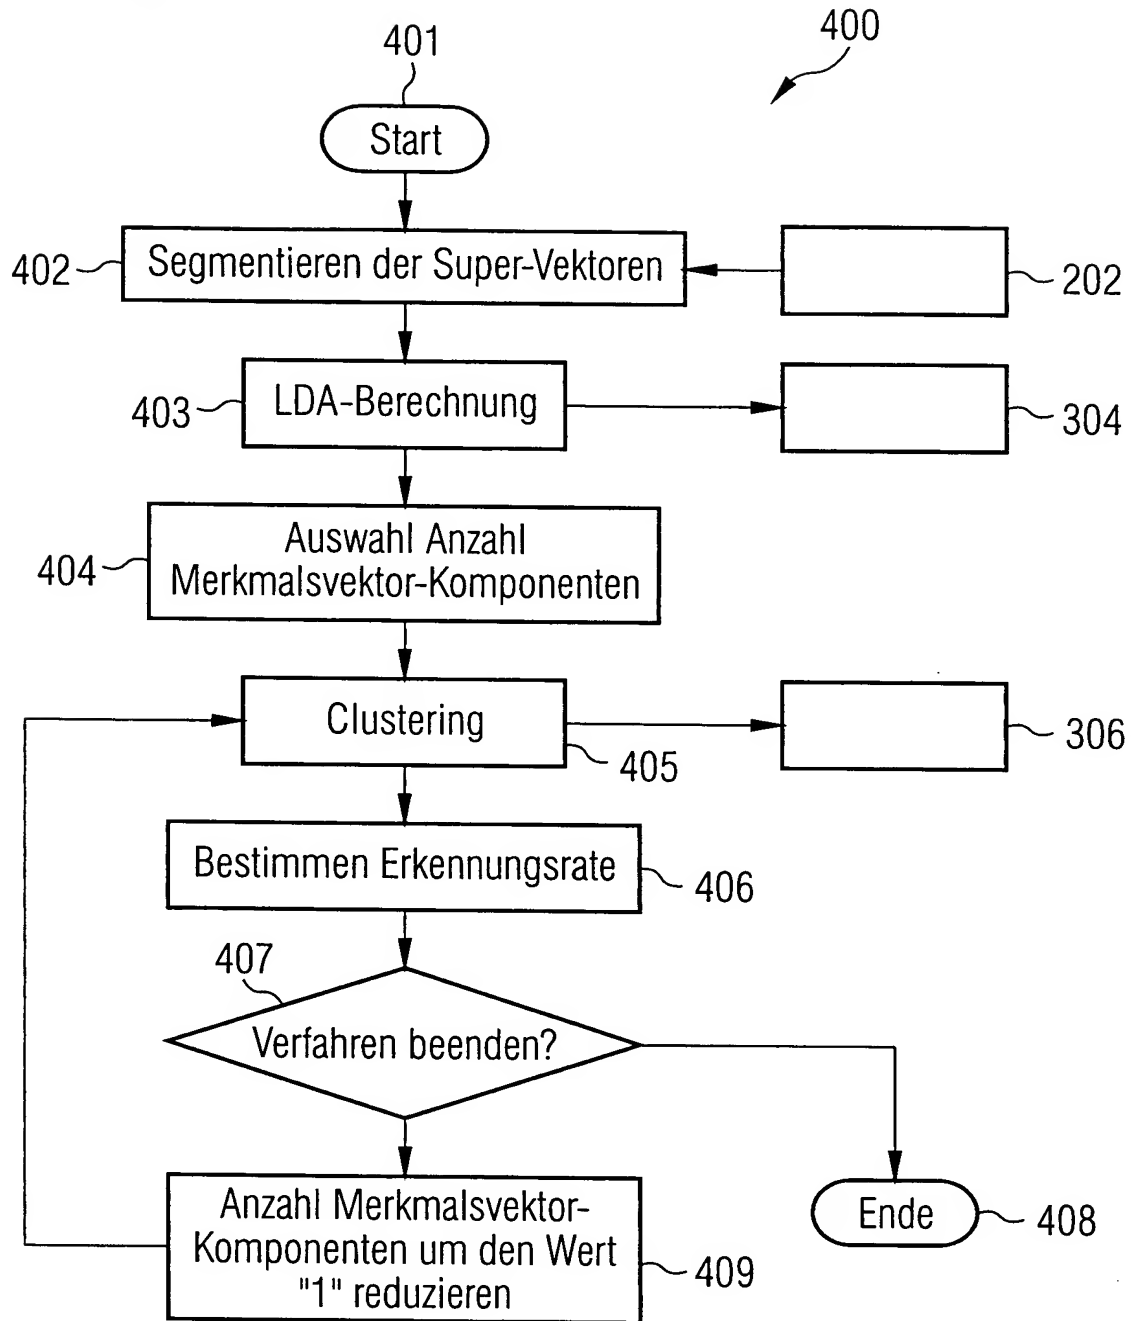 401
400
Start
402
Segmentieren der Super-Vektoren
202
403
LDA-Berechnung
304
404
Auswahl Anzahl
Merkmalsvektor-Komponenten
Clustering
405
306
Bestimmen Erkennungsrate
406
407
Verfahren beenden?
Ende
408
Anzahl Merkmalsvektor-
Komponenten um den Wert
"1" reduzieren
409